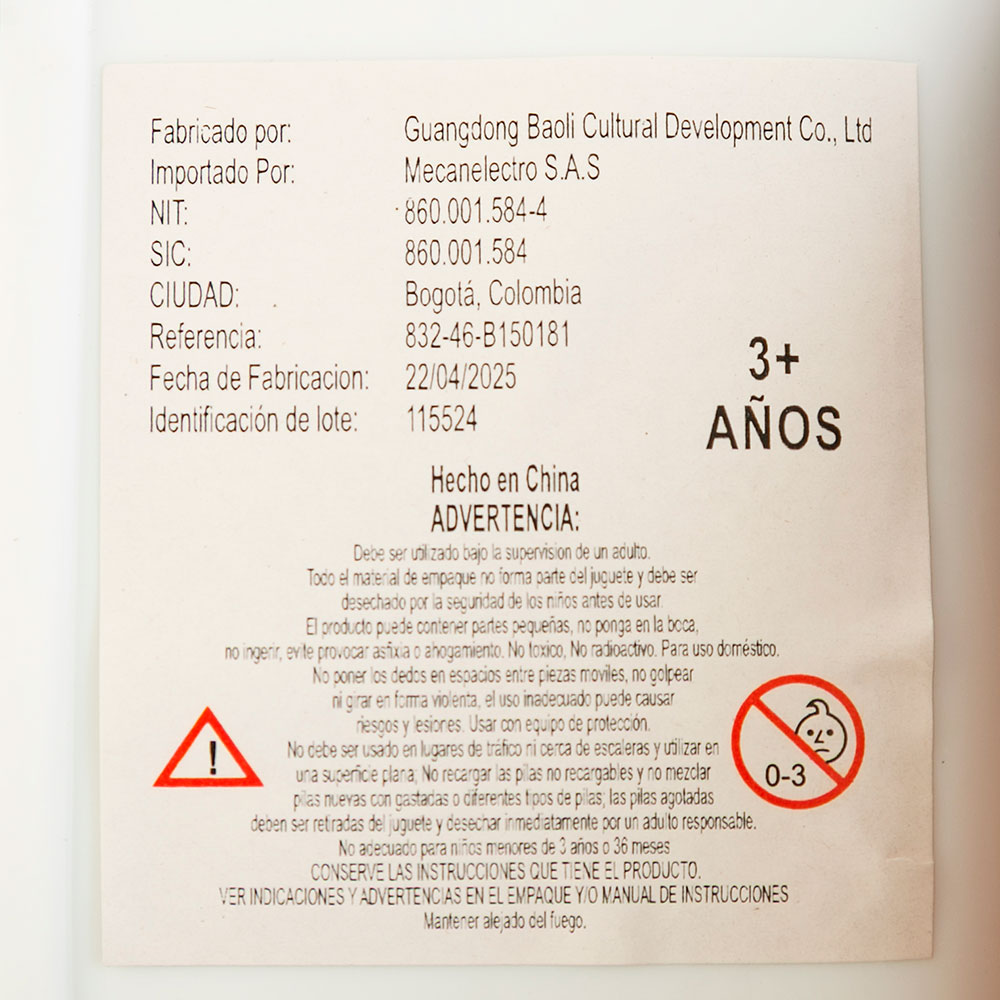 Fabricado por: Guangdong Baoli Cultural Development Co., Ltd
Importado Por: Mecanelectro S.A.S
NIT: 860.001.584-4
SIC: 860.001.584
CIUDAD: Bogotá, Colombia
Referencia: 832-46-B150181
Fecha de Fabricacion: 22/04/2025
Identificación de lote: 115524
3+
AÑOS
Hecho en China
ADVERTENCIA:
Debe ser utilizado bajo la supervision de un adulto.
Todo el material de empaque no forma parte del juguete y debe ser
desechado por la seguridad de los niños antes de usar.
El producto puede contener partes pequeñas, no ponga en la boca,
no ingerir, evite provocar asfixia o ahogamiento. No toxico, No radioactivo. Para uso doméstico.
No poner los dedos en espacios entre piezas moviles, no golpear
ni girar en forma violenta, el uso inadecuado puede causar
riesgos y lesiones. Usar con equipo de protección.
No debe ser usado en lugares de tráfico ni cerca de escaleras y utilizar en
una superficie plana; No recargar las pilas no recargables y no mezclar
pilas nuevas con gastadas o diferentes tipos de pilas; las pilas agotadas
deben ser retiradas del juguete y desechar inmediatamente por un adulto responsable.
No adecuado para niños menores de 3 años o 36 meses
CONSERVE LAS INSTRUCCIONES QUE TIENE EL PRODUCTO.
VER INDICACIONES Y ADVERTENCIAS EN EL EMPAQUE Y/O MANUAL DE INSTRUCCIONES
Mantener alejado del fuego.
!
0-3